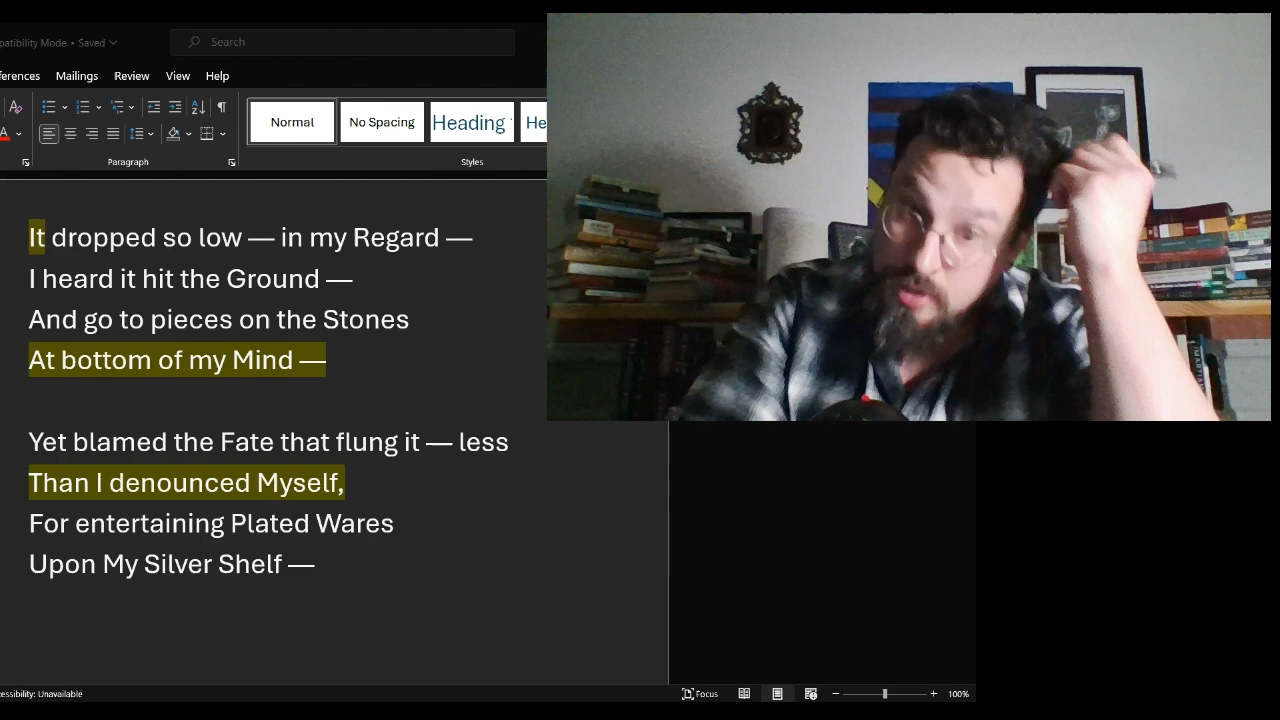 patibility Mode • Saved
Search
ferences Mailings Review View Help
Normal
No Spacing
Heading
He
Paragraph
Styles
It dropped so low — in my Regard —
I heard it hit the Ground —
And go to pieces on the Stones
At bottom of my Mind —
Yet blamed the Fate that flung it — less
Than I denounced Myself,
For entertaining Plated Wares
Upon My Silver Shelf —
cessibility: Unavailable
Focus
100%